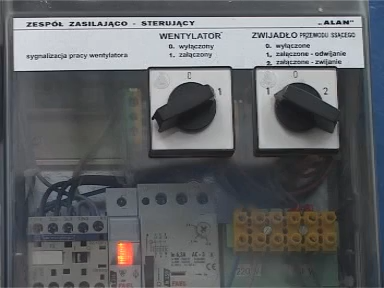 ZESPÓŁ ZASILAJĄCO - STERUJĄCY „ALAN”
WENTYLATOR
0. wyłączony
sygnalizacja pracy wentylatora 1. załączony
ZWIJADŁO PRZEWODU SSĄCEGO
0. wyłączone
1. załączone - odwijanie
2. załączone - zwijanie
0
1
0
1 2